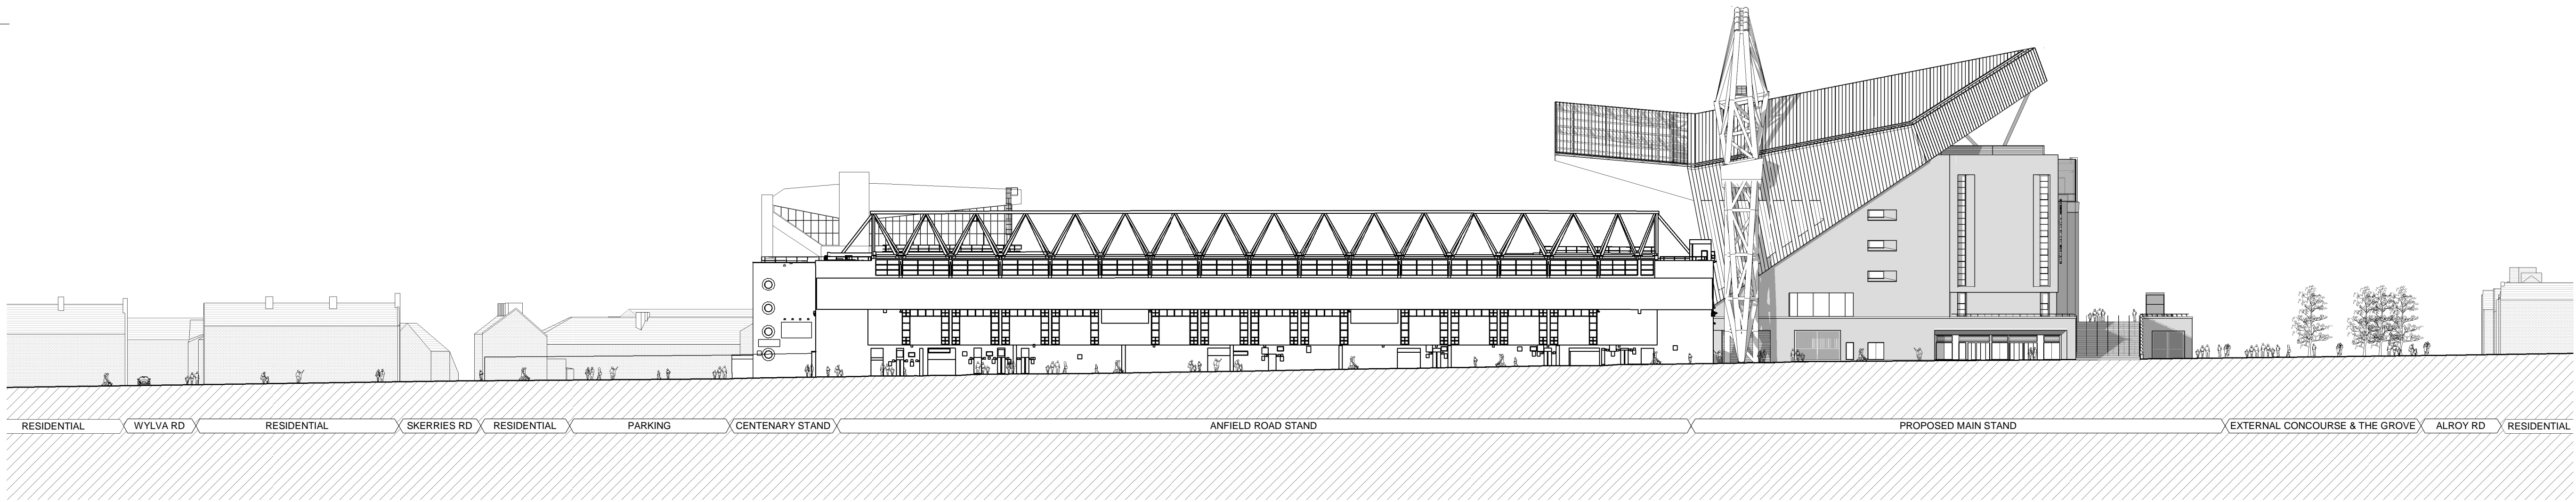 RESIDENTIAL
WYLVA RD
RESIDENTIAL
SKERRIES RD
RESIDENTIAL
PARKING
CENTENARY STAND
ANFIELD ROAD STAND
PROPOSED MAIN STAND
EXTERNAL CONCOURSE & THE GROVE
ALROY RD
RESIDENTIAL